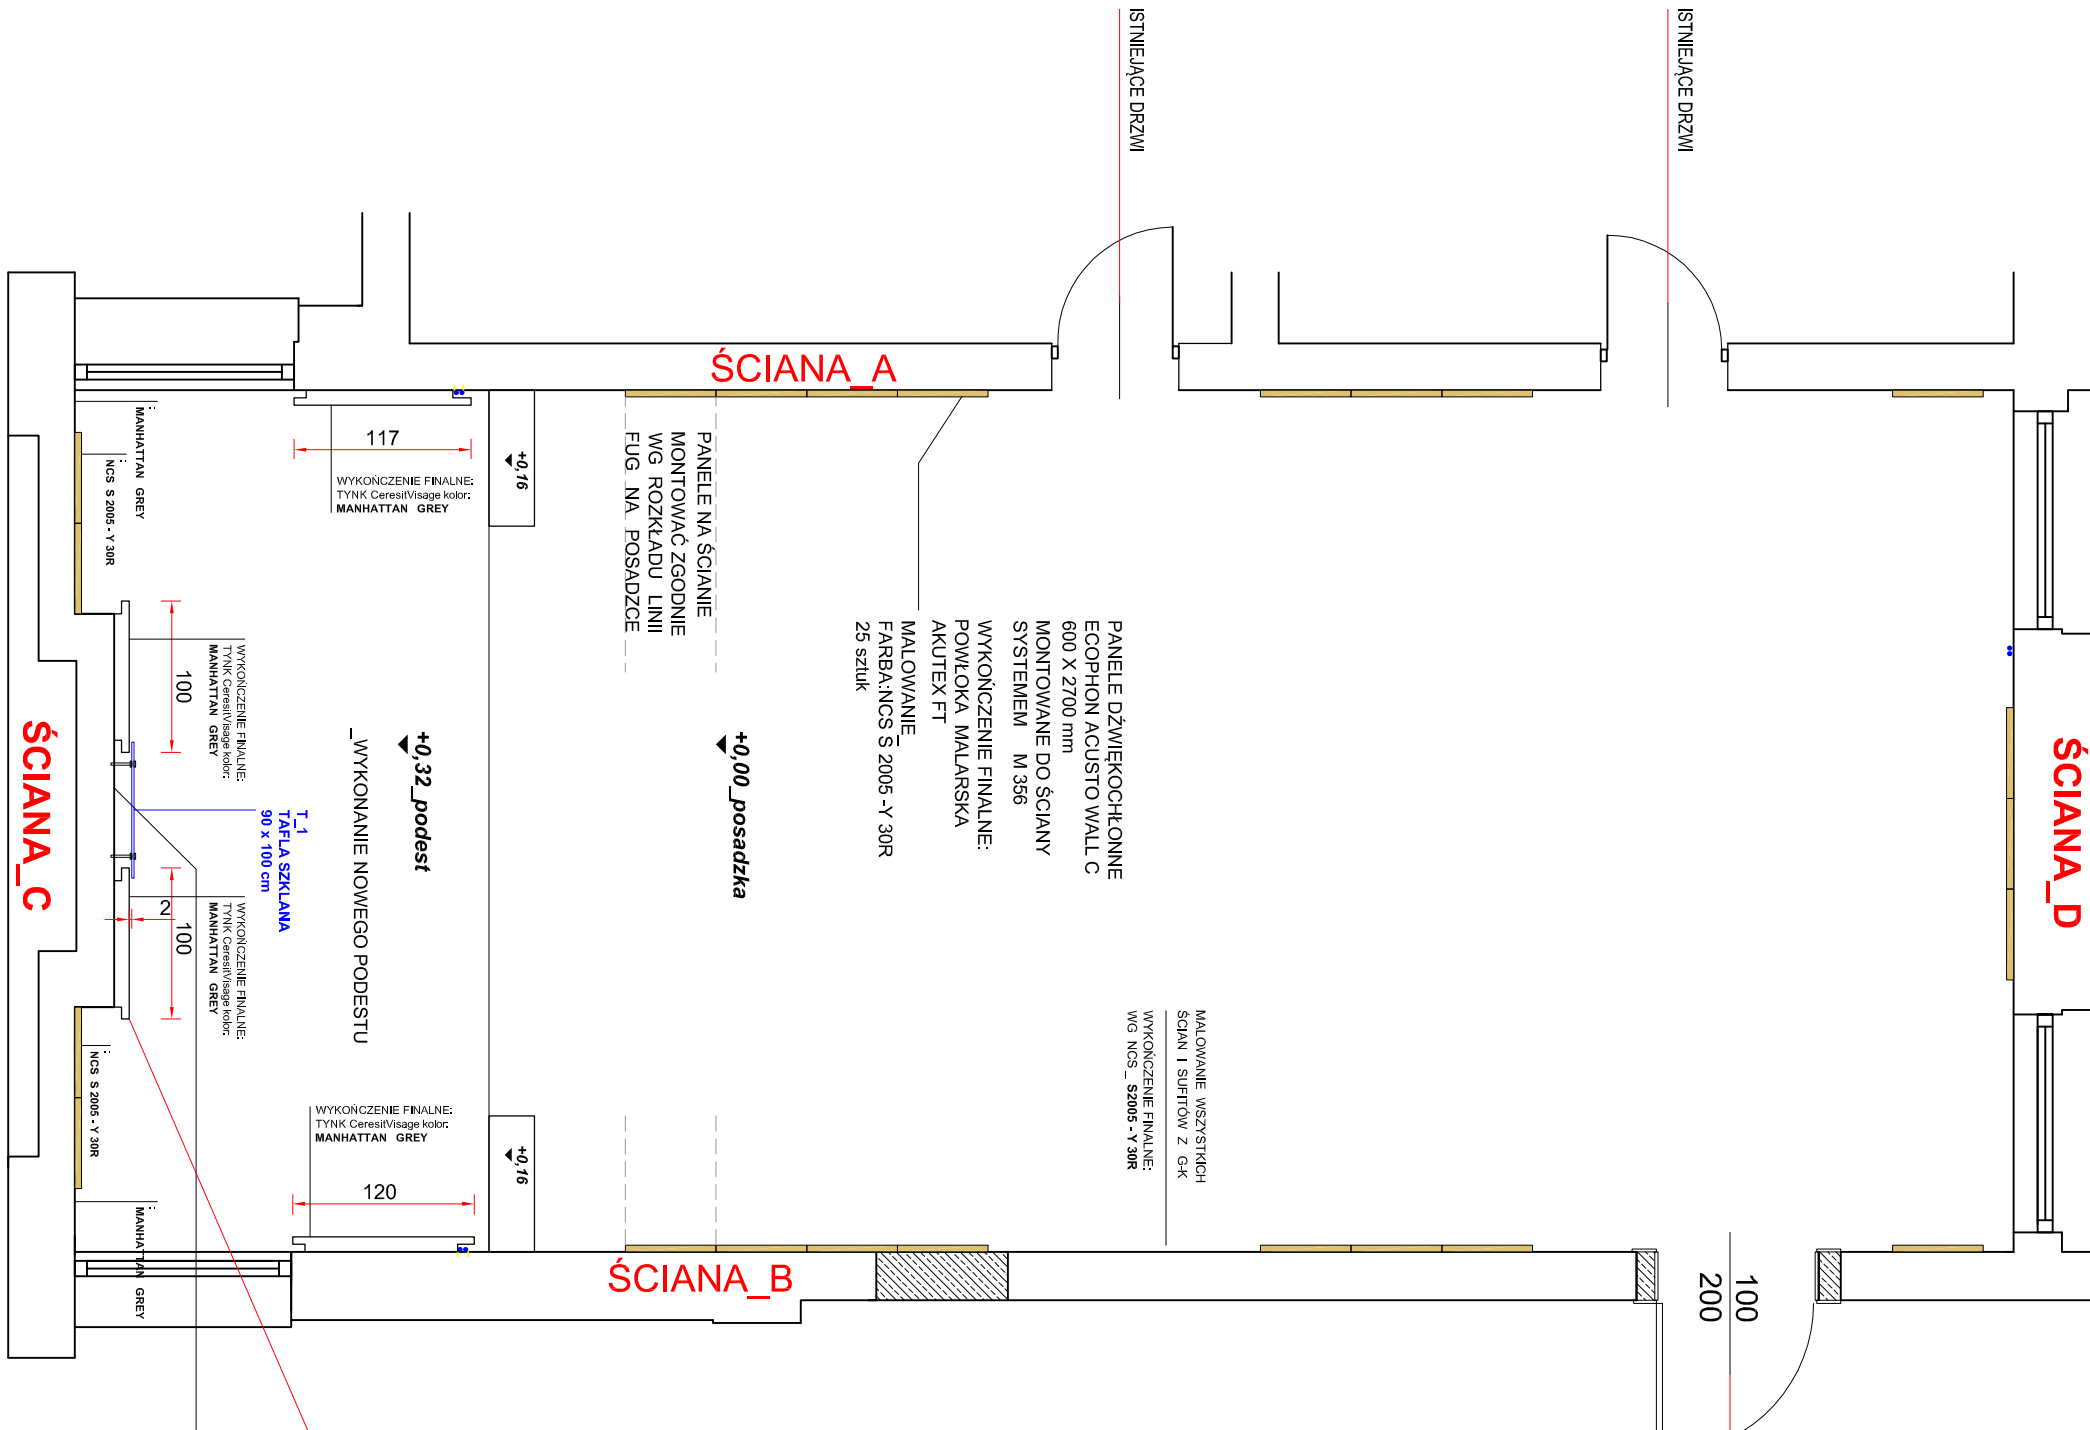 ISTNIEJĄCE DRZWI
ISTNIEJĄCE DRZWI
ŚCIANA_A
117
WYKOŃCZENIE FINALNE:
TYNK CeresitVisage kolor:
MANHATTAN GREY
+0,16
:
MANHATTAN GREY
:
NCS S 2005 - Y 30R
PANELE NA ŚCIANIE
MONTOWAĆ ZGODNIE
WG ROZKŁADU LINII
FUG NA POSADZCE
PANELE DŹWIĘKOCHŁONNE
ECOPHON ACUSTO WALL C
600 X 2700 mm
MONTOWANE DO ŚCIANY
SYSTEMEM M 356
WYKOŃCZENIE FINALNE:
POWŁOKA MALARSKA
AKUTEX FT
MALOWANIE_
FARBA:NCS S 2005 -Y 30R
25 sztuk
100
WYKOŃCZENIE FINALNE:
TYNK CeresitVisage kolor:
MANHATTAN GREY
T_1
TAFLA SZKLANA
90 x 100 cm
+0,32_podest
_WYKONANIE NOWEGO PODESTU
+0,00_posadzka
ŚCIANA_C
ŚCIANA_D
2
100
WYKOŃCZENIE FINALNE:
TYNK CeresitVisage kolor:
MANHATTAN GREY
MALOWANIE WSZYSTKICH
ŚCIAN I SUFITÓW Z G-K
WYKOŃCZENIE FINALNE:
WG NCS_ S2005 - Y 30R
:
NCS S 2005 - Y 30R
:
MANHATTAN GREY
WYKOŃCZENIE FINALNE:
TYNK CeresitVisage kolor:
MANHATTAN GREY
120
+0,16
ŚCIANA_B
100
200